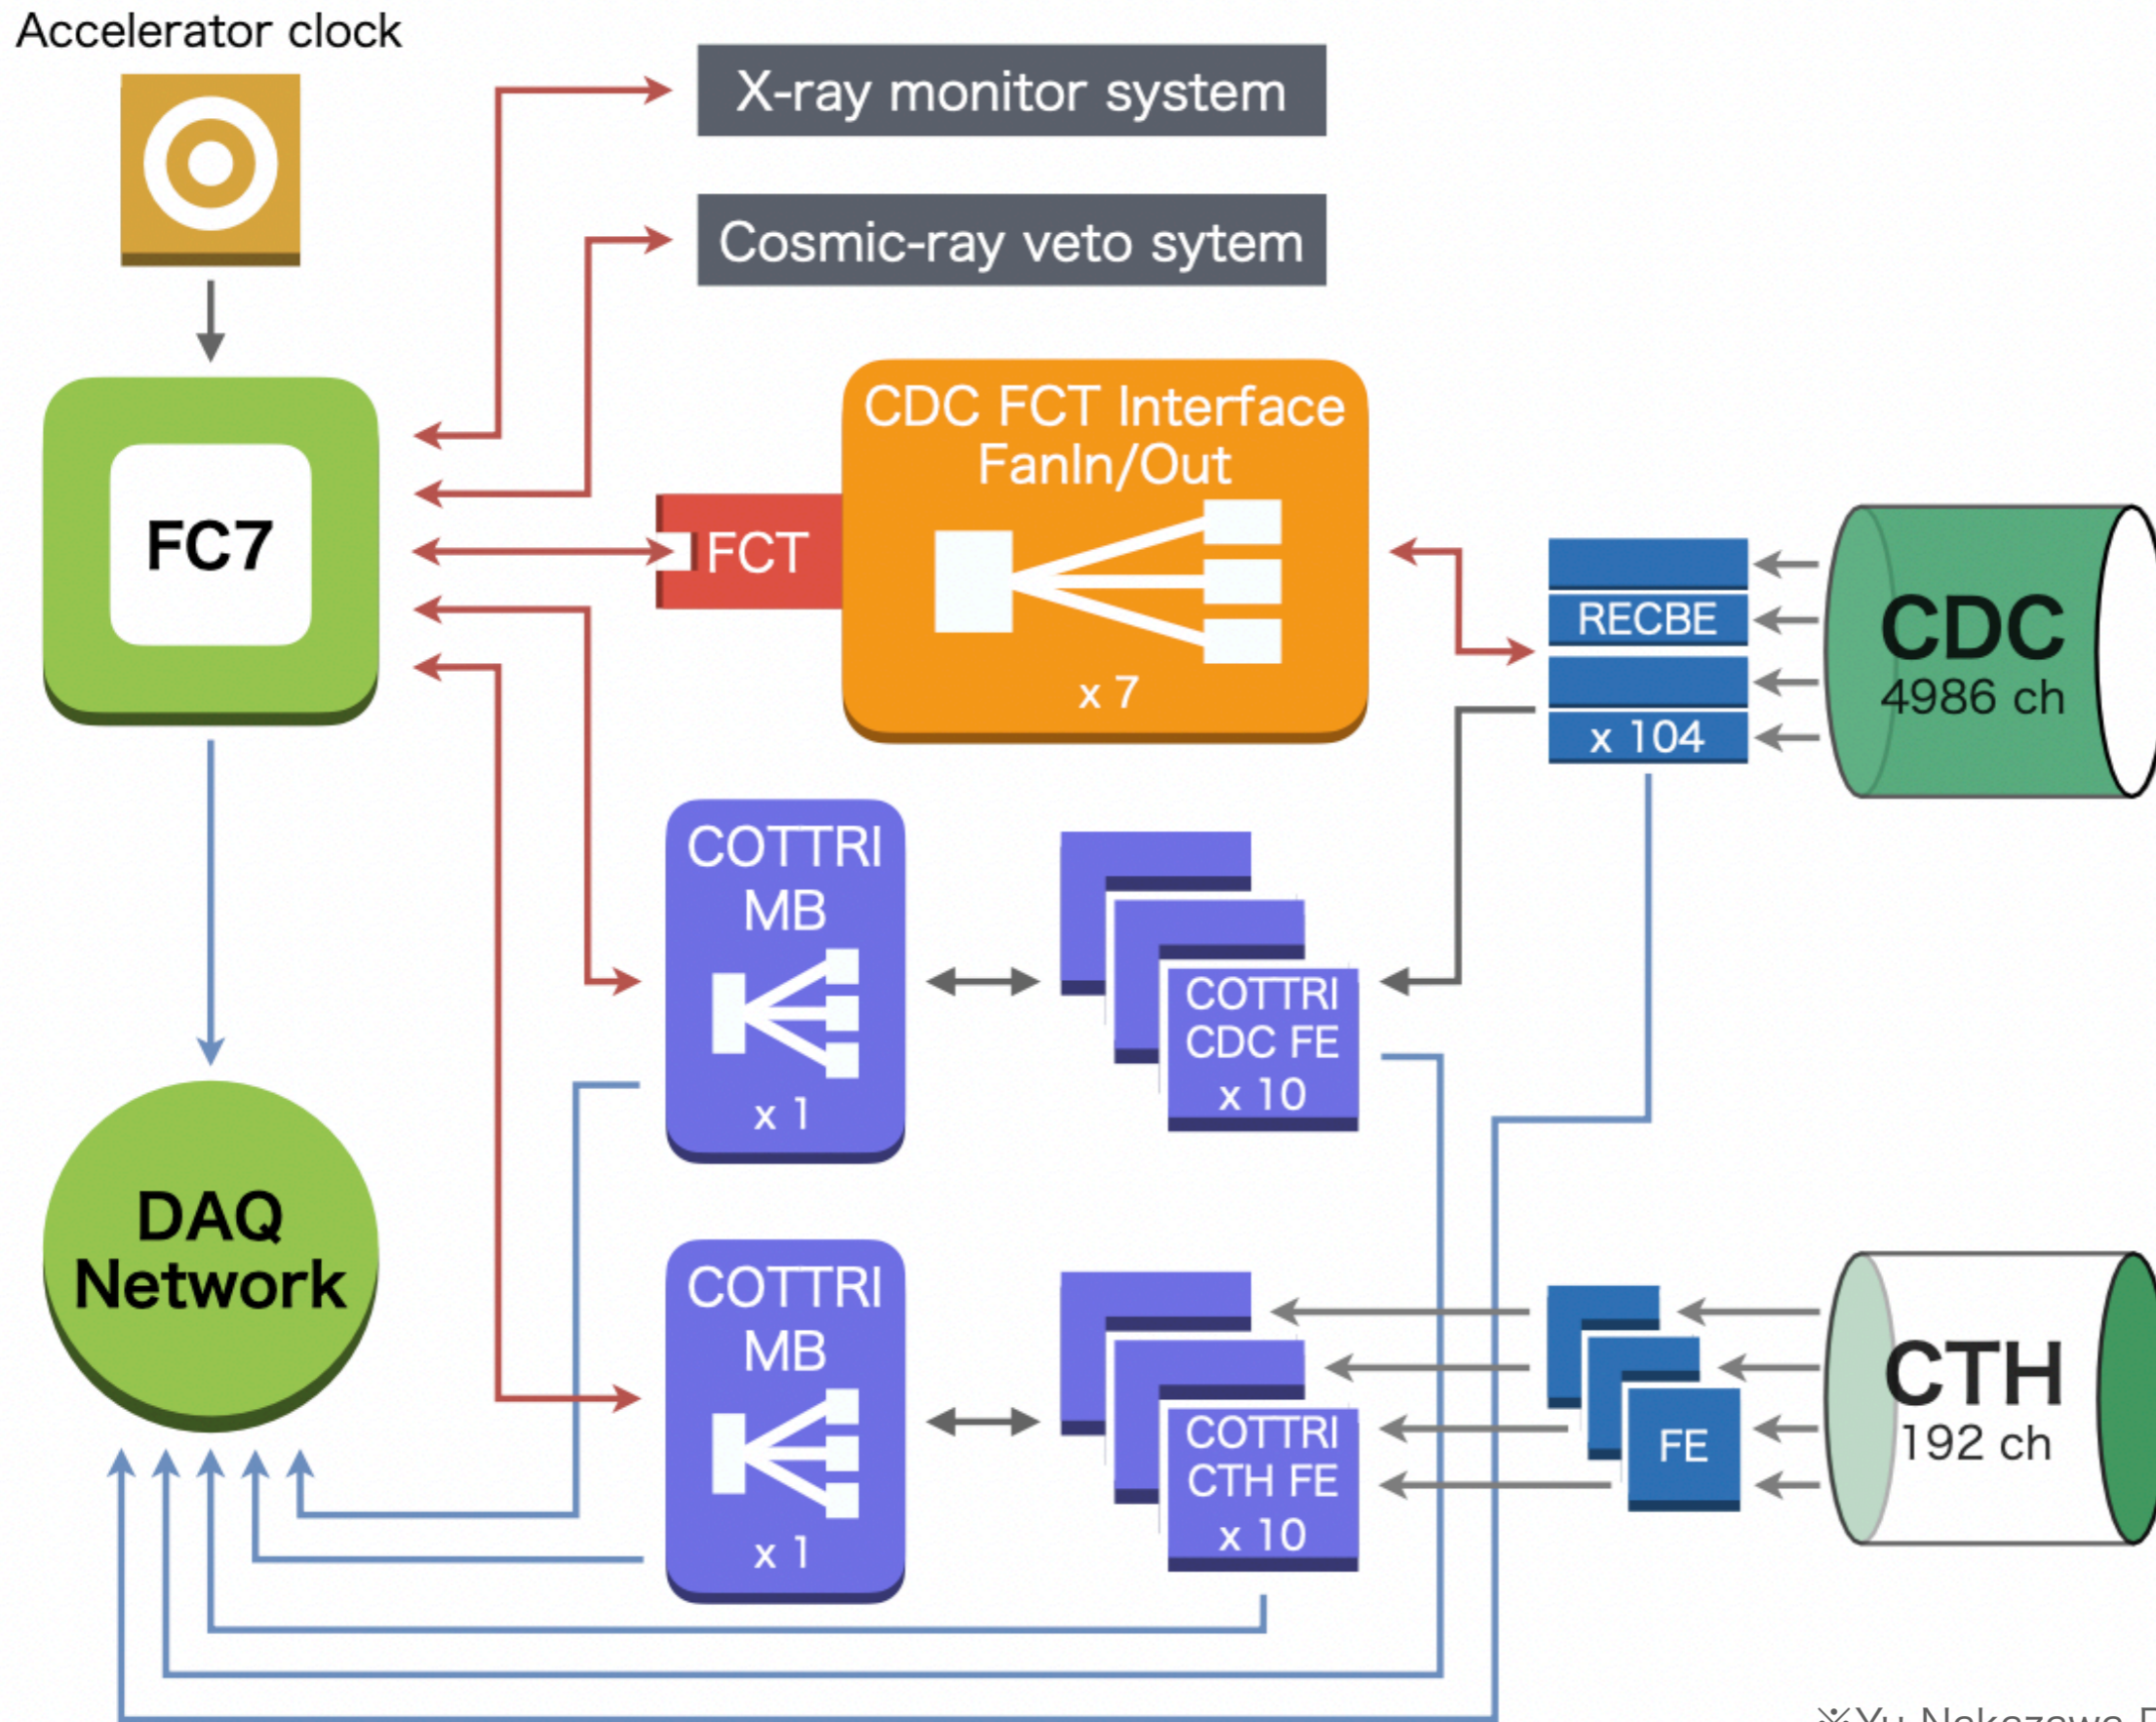 Accelerator clock
X-ray monitor system
Cosmic-ray veto sytem
FC7
FCT
CDC FCT Interface
FanIn/Out
x 7
RECBE
x 104
CDC
4986 ch
COTTRI
MB
x 1
COTTRI
CDC FE
x 10
DAQ
Network
COTTRI
MB
x 1
COTTRI
CTH FE
x 10
FE
CTH
192 ch
※Yu Nakazawa